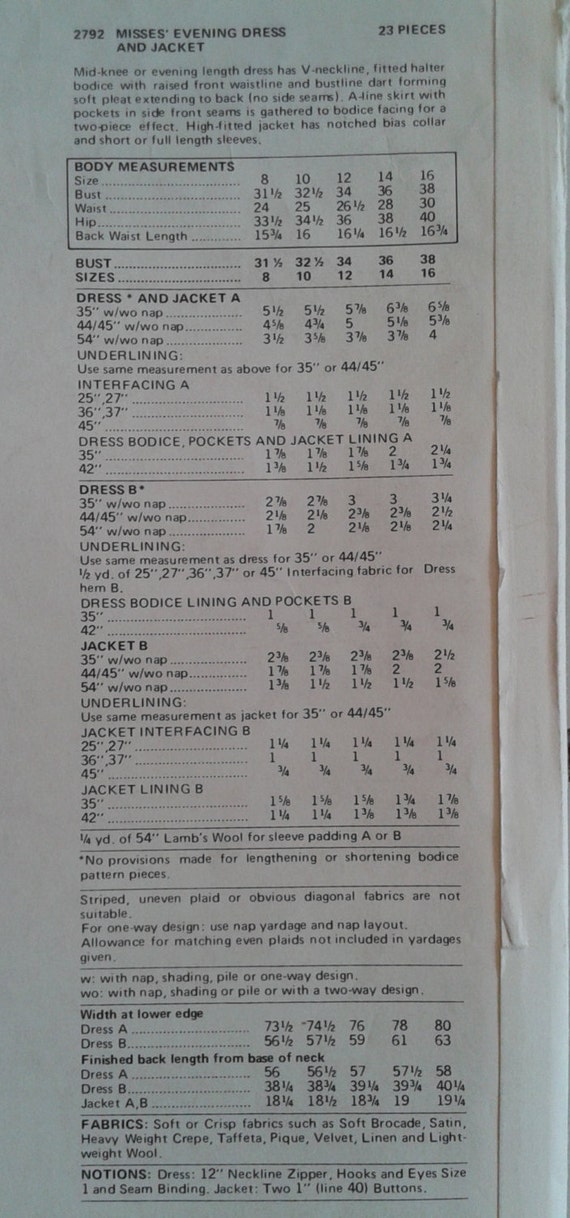 2792 MISSES' EVENING DRESS 23 PIECES
AND JACKET
Mid-knee or evening length dress has V-neckline, fitted halter
bodice with raised front waistline and bustline dart forming
soft pleat extending to back (no side seams). A-line skirt with
pockets in side front seams is gathered to bodice facing for a
two-piece effect. High-fitted jacket has notched bias collar
and short or full length sleeves.
BODY MEASUREMENTS
Size 8 10 12 14 16
Bust 31½ 32½ 34 36 38
Waist 24 25 26½ 28 30
Hip 33½ 34½ 36 38 40
Back Waist Length 15¾ 16 16¼ 16½ 16¾
BUST 31 ½ 32 ½ 34 36 38
SIZES 8 10 12 14 16
DRESS * AND JACKET A
35" w/wo nap 5½ 5½ 5⅞ 6⅜ 6⅝
44/45" w/wo nap 4⅝ 4¾ 5 5⅛ 5⅜
54" w/wo nap 3½ 3⅝ 3⅞ 3⅞ 4
UNDERLINING:
Use same measurement as above for 35" or 44/45"
INTERFACING A
25",27" 1½ 1½ 1½ 1½ 1½
36",37" 1⅛ 1⅛ 1⅛ 1⅛ 1⅛
45" ⅞ ⅞ ⅞ ⅞ ⅞
DRESS BODICE, POCKETS AND JACKET LINING A
35" 1⅞ 1⅞ 1⅞ 2 2¼
42" 1⅜ 1½ 1⅝ 1¾ 1¾
DRESS B*
35" w/wo nap 2⅞ 2⅞ 3 3 3¼
44/45" w/wo nap 2⅛ 2⅛ 2⅜ 2⅜ 2½
54" w/wo nap 1⅞ 2 2⅛ 2⅛ 2¼
UNDERLINING:
Use same measurement as dress for 35" or 44/45"
½ yd. of 25",27",36",37" or 45" Interfacing fabric for Dress
hem B.
DRESS BODICE LINING AND POCKETS B
35" 1 1 1 1 1
42" ⅝ ⅝ ¾ ¾ ¾
JACKET B
35" w/wo nap 2⅜ 2⅜ 2⅜ 2⅜ 2½
44/45" w/wo nap 1⅞ 1⅞ 1⅞ 2 2
54" w/wo nap 1⅜ 1½ 1½ 1½ 1⅝
UNDERLINING:
Use same measurement as jacket for 35" or 44/45"
JACKET INTERFACING B
25",27" 1¼ 1¼ 1¼ 1¼ 1¼
36",37" 1 1 1 1 1
45" ¾ ¾ ¾ ¾ ¾
JACKET LINING B
35" 1⅝ 1⅝ 1⅝ 1¾ 1⅞
42" 1¼ 1¼ 1⅜ 1⅜ 1⅜
¼ yd. of 54" Lamb's Wool for sleeve padding A or B
*No provisions made for lengthening or shortening bodice
pattern pieces.
Striped, uneven plaid or obvious diagonal fabrics are not
suitable.
For one-way design: use nap yardage and nap layout.
Allowance for matching even plaids not included in yardages
given.
w: with nap, shading, pile or one-way design.
wo: with nap, shading or pile or with a two-way design.
Width at lower edge
Dress A 73½ 74½ 76 78 80
Dress B 56½ 57½ 59 61 63
Finished back length from base of neck
Dress A 56 56½ 57 57½ 58
Dress B 38¼ 38¾ 39¼ 39¾ 40¼
Jacket A,B 18¼ 18½ 18¾ 19 19¼
FABRICS: Soft or Crisp fabrics such as Soft Brocade, Satin,
Heavy Weight Crepe, Taffeta, Pique, Velvet, Linen and Light-
weight Wool.
NOTIONS: Dress: 12" Neckline Zipper, Hooks and Eyes Size
1 and Seam Binding. Jacket: Two 1" (line 40) Buttons.